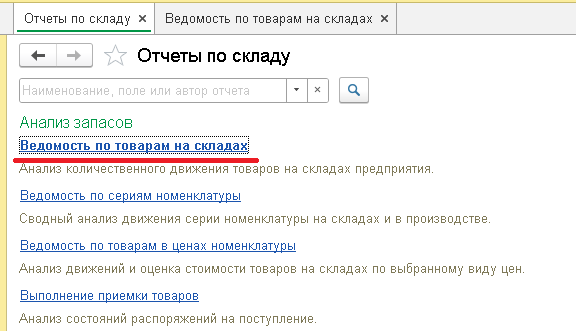 Отчеты по складу × Ведомость по товарам на складах ×
Отчеты по складу
Наименование, поле или автор отчета
Анализ запасов
Ведомость по товарам на складах
Анализ количественного движения товаров на складах предприятия.
Ведомость по сериям номенклатуры
Сводный анализ движения серии номенклатуры на складах и в производстве.
Ведомость по товарам в ценах номенклатуры
Анализ движений и оценка стоимости товаров на складах по выбранному виду цен.
Выполнение приемки товаров
Анализ состояний распоряжений на поступление.